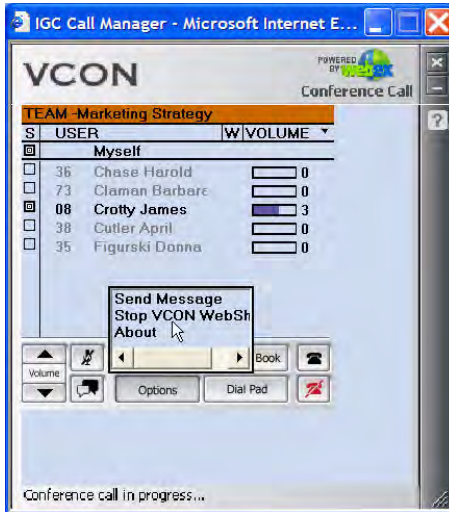 IGC Call Manager - Microsoft Internet E...
VCON
POWERED BY webex
Conference Call
TEAM -Marketing Strategy
S USER W VOLUME
Myself
36 Chase Harold 0
73 Claman Barbara 0
08 Crotty James 3
38 Cutler April 0
35 Figurski Donna 0
Send Message
Stop VCON WebSh
About
Volume
Book
Options
Dial Pad
Conference call in progress...